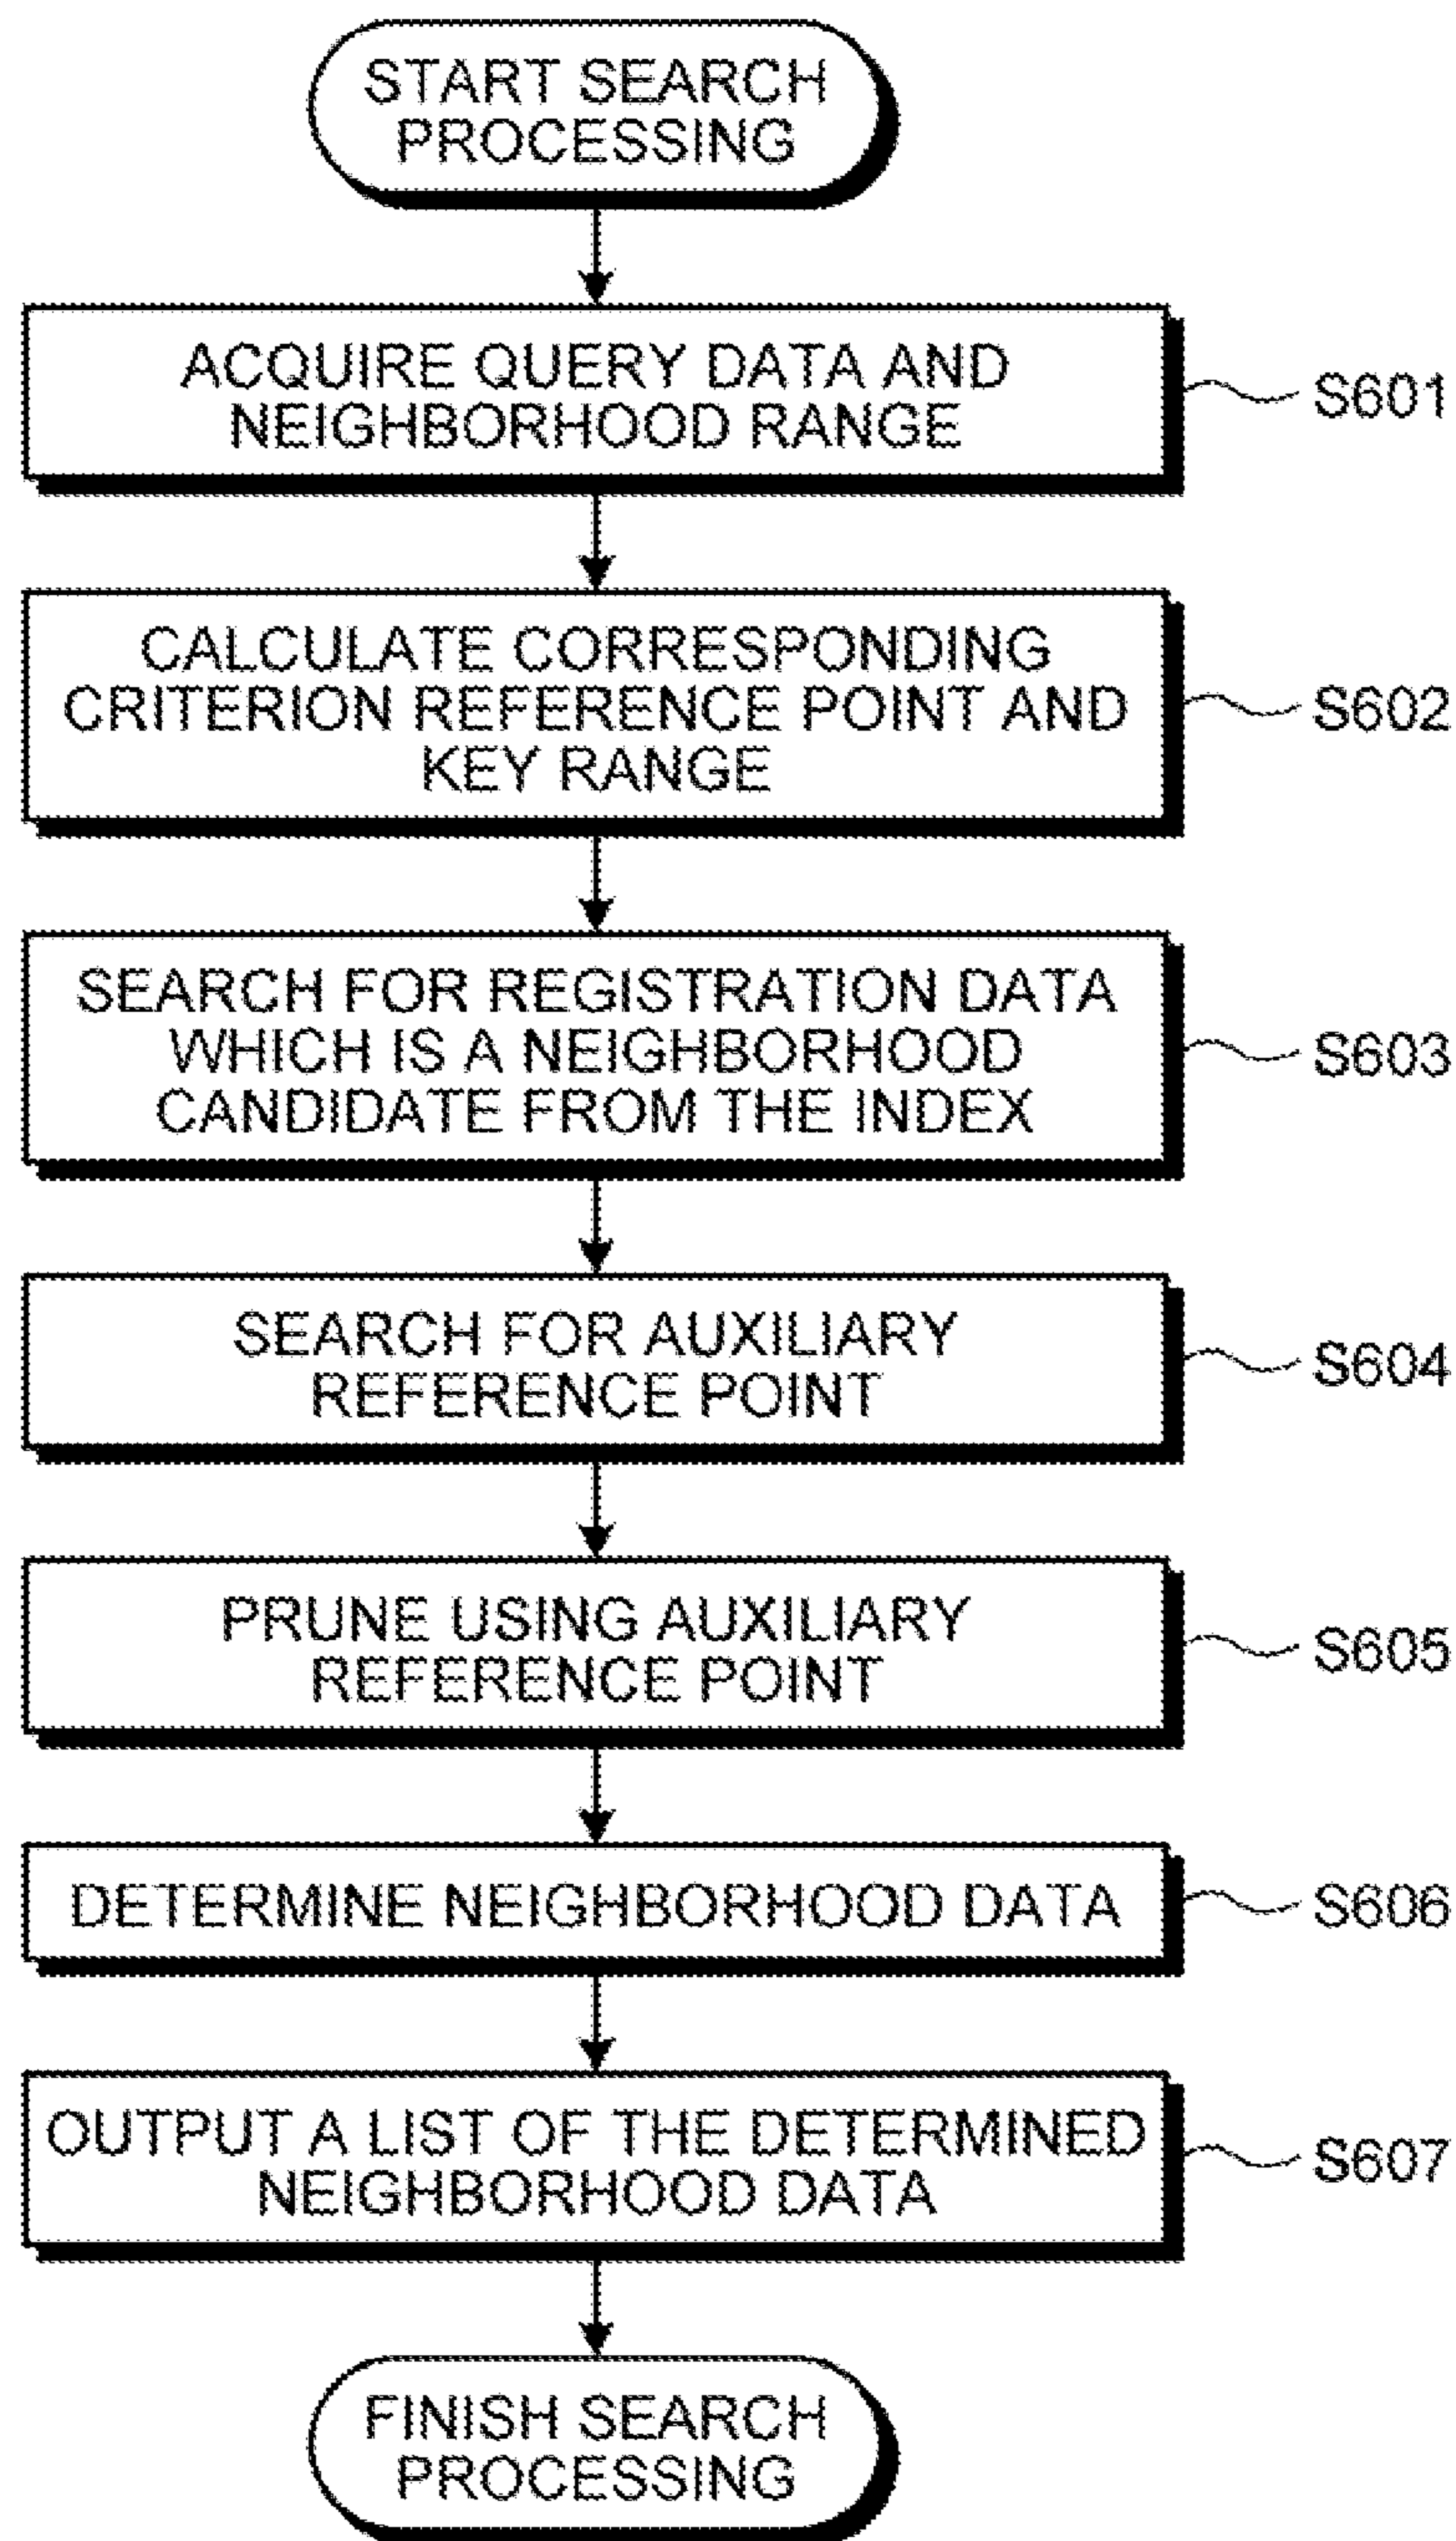 START SEARCH
PROCESSING
ACQUIRE QUERY DATA AND
NEIGHBORHOOD RANGE
S601
CALCULATE CORRESPONDING
CRITERION REFERENCE POINT AND
KEY RANGE
S602
SEARCH FOR REGISTRATION DATA
WHICH IS A NEIGHBORHOOD
CANDIDATE FROM THE INDEX
S603
SEARCH FOR AUXILIARY
REFERENCE POINT
S604
PRUNE USING AUXILIARY
REFERENCE POINT
S605
DETERMINE NEIGHBORHOOD DATA
S606
OUTPUT A LIST OF THE DETERMINED
NEIGHBORHOOD DATA
S607
FINISH SEARCH
PROCESSING